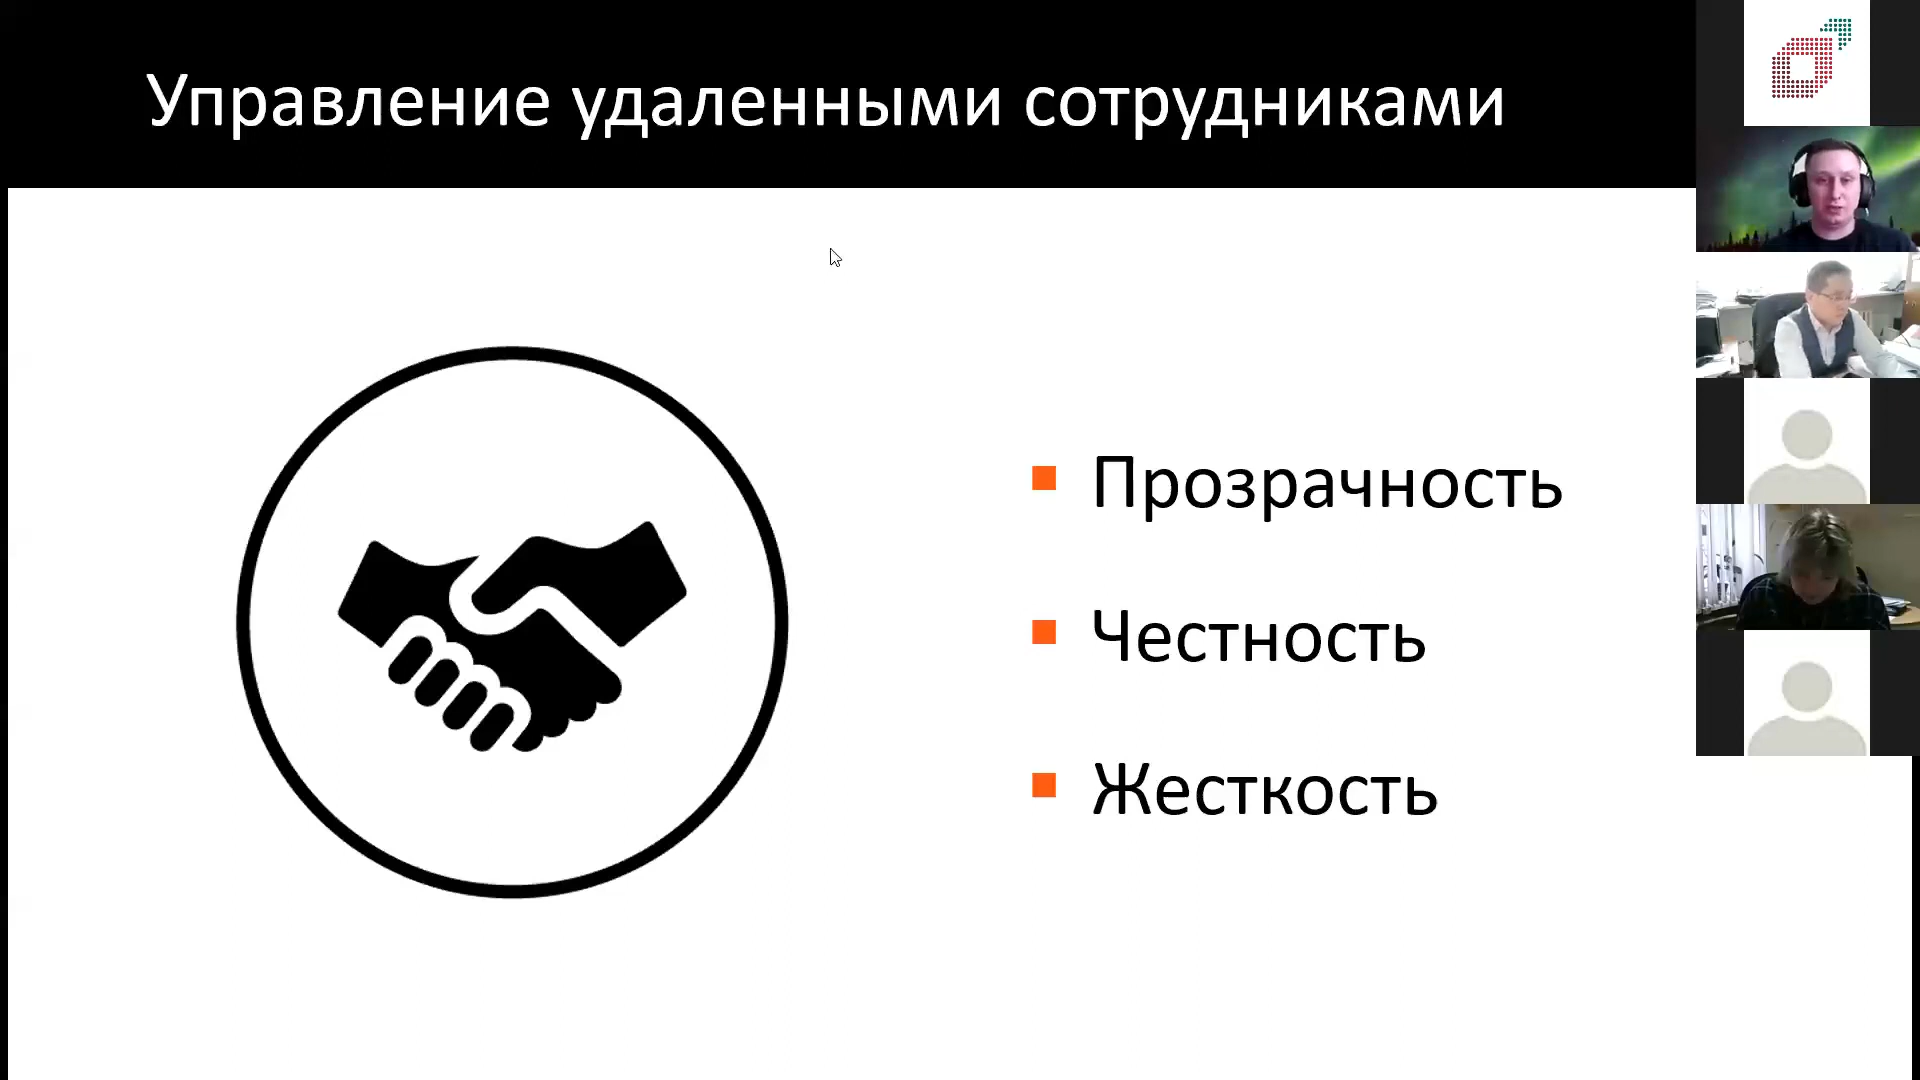 Управление удаленными сотрудниками
Прозрачность
Честность
Жесткость